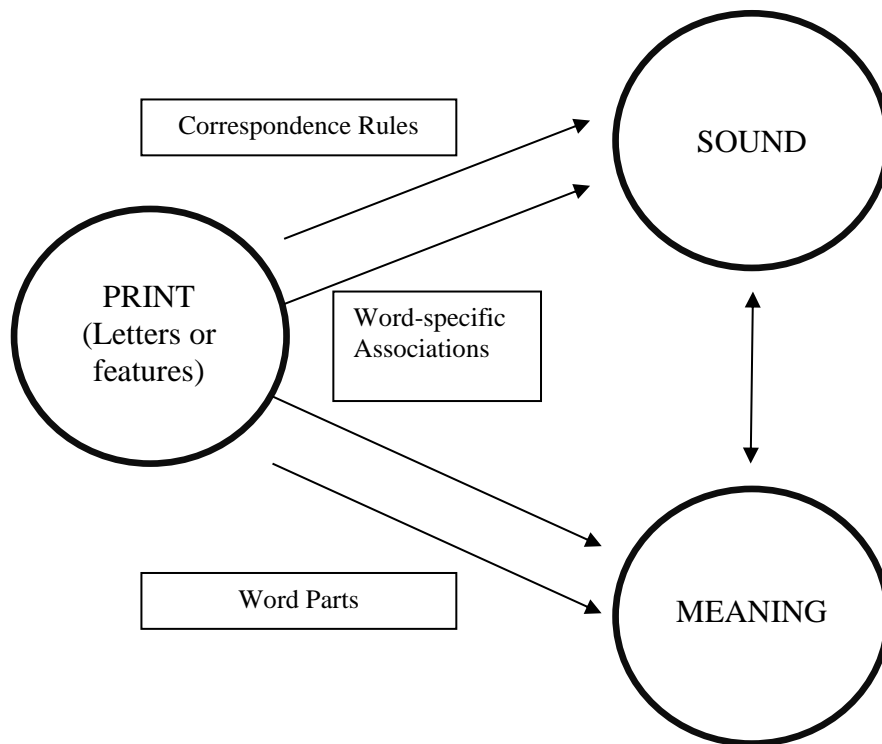 Correspondence Rules
SOUND
PRINT
(Letters or
features)
Word-specific
Associations
Word Parts
MEANING